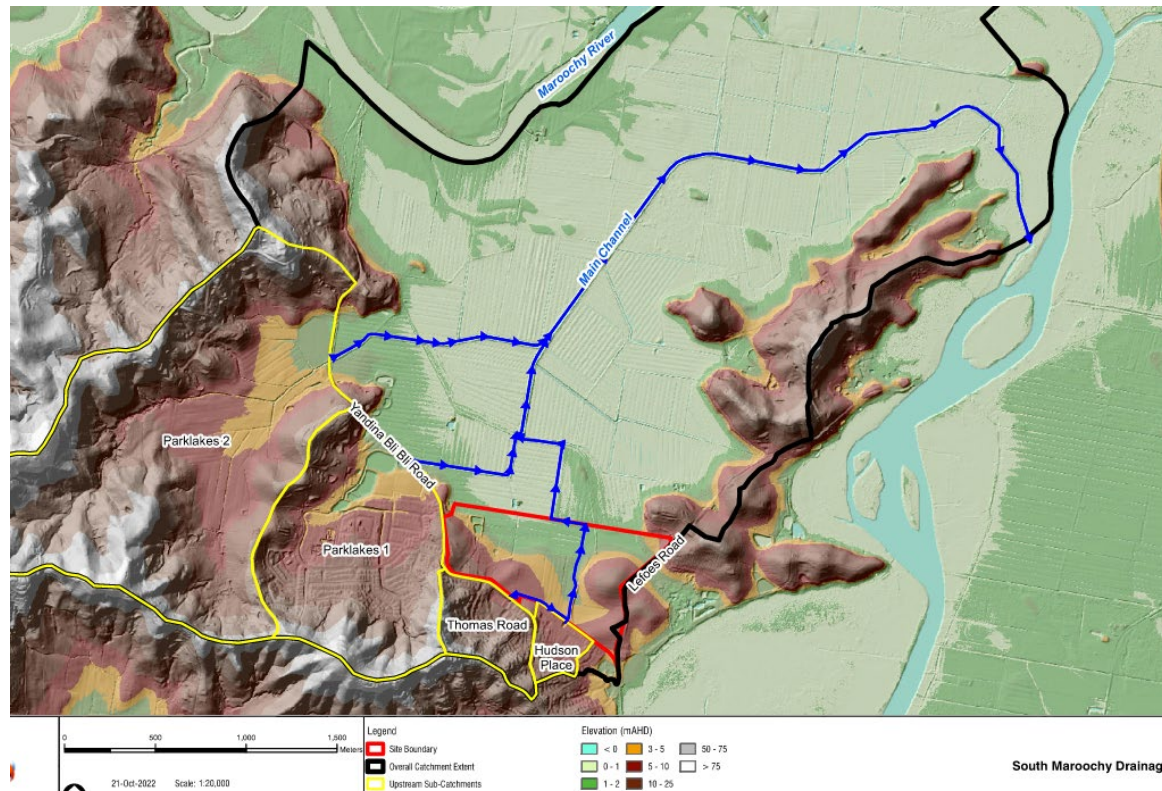 Maroochy River
Main Channel
Yandina Bli Bli Road
Parklakes 2
Parklakes 1
Lefoes Road
Thomas Road
Hudson
Place
0 500 1,000 1,500
Meters
21-Oct-2022 Scale: 1:20,000
Legend
Site Boundary
Overall Catchment Extent
Upstream Sub-Catchments
Elevation (mAHD)
< 0
0 - 1
1 - 2
3 - 5
5 - 10
10 - 25
50 - 75
> 75
South Maroochy Drainag